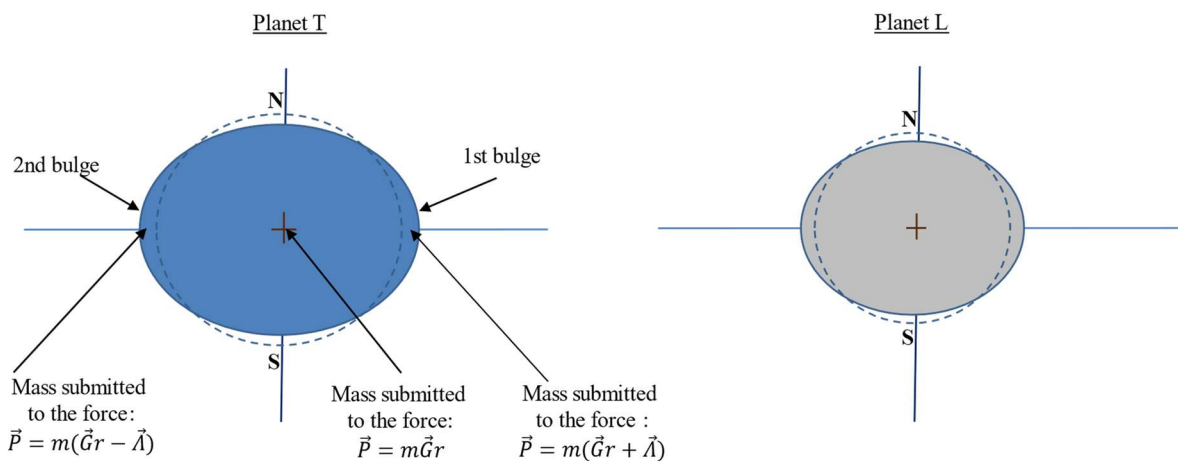 Planet T
Planet L
N
N
2nd bulge
1st bulge
S
S
Mass submitted
to the force:
P⃗ = m(G⃗r − Λ⃗)
Mass submitted
to the force:
P⃗ = mG⃗r
Mass submitted
to the force :
P⃗ = m(G⃗r + Λ⃗)